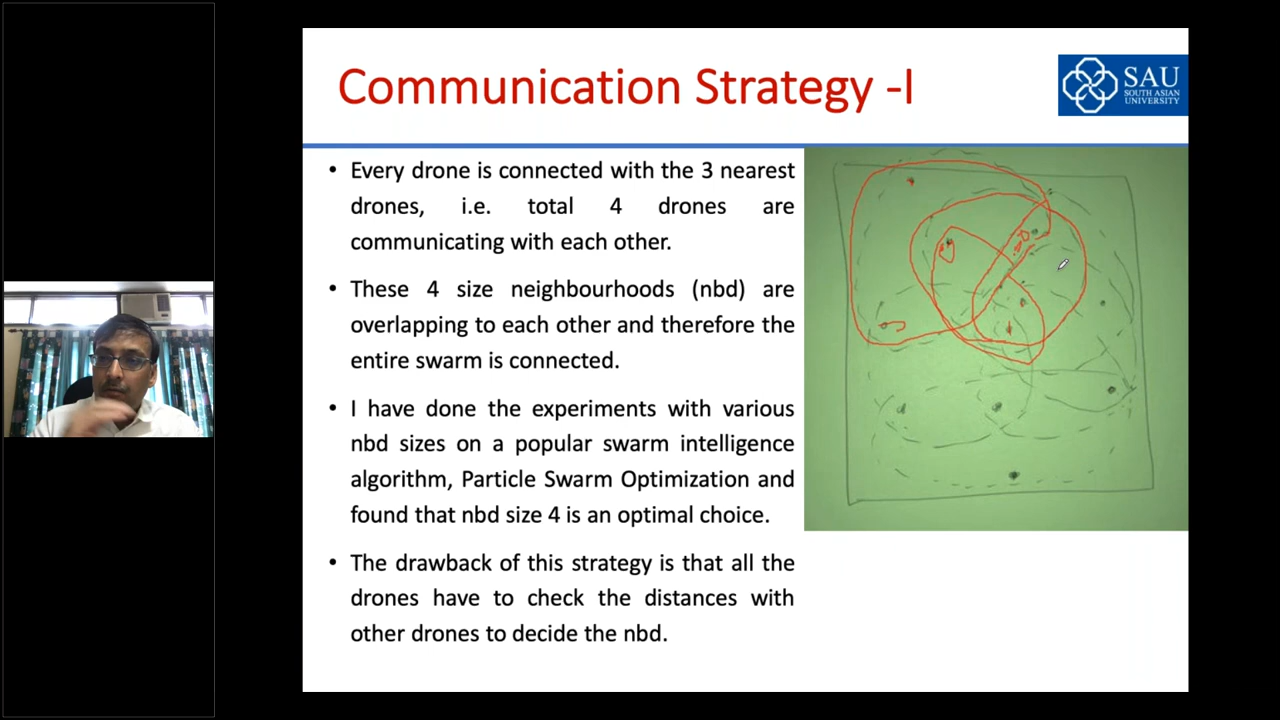 Communication Strategy -I
SAU
SOUTH ASIAN
UNIVERSITY
• Every drone is connected with the 3 nearest
drones, i.e. total 4 drones are
communicating with each other.
• These 4 size neighbourhoods (nbd) are
overlapping to each other and therefore the
entire swarm is connected.
• I have done the experiments with various
nbd sizes on a popular swarm intelligence
algorithm, Particle Swarm Optimization and
found that nbd size 4 is an optimal choice.
• The drawback of this strategy is that all the
drones have to check the distances with
other drones to decide the nbd.